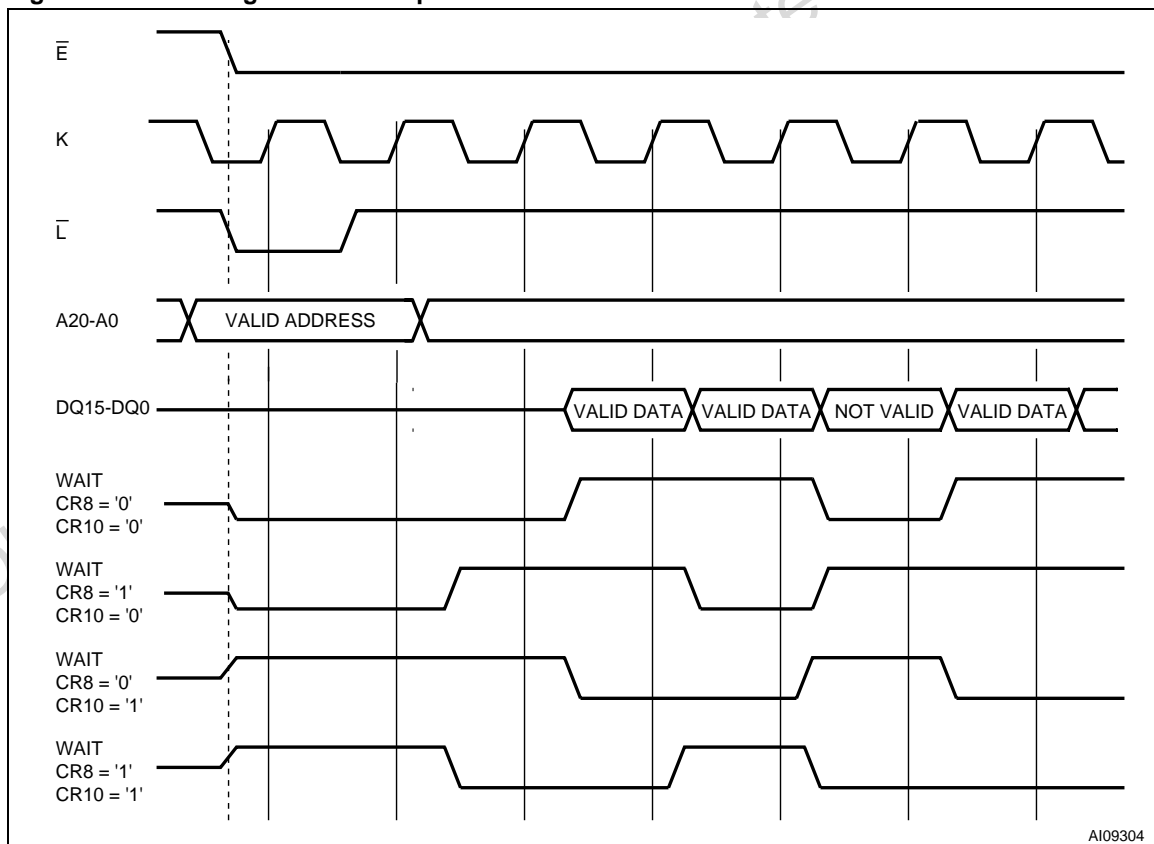 E
K
L
A20-A0
VALID ADDRESS
DQ15-DQ0
VALID DATA VALID DATA NOT VALID VALID DATA
WAIT
CR8 = '0'
CR10 = '0'
WAIT
CR8 = '1'
CR10 = '0'
WAIT
CR8 = '0'
CR10 = '1'
WAIT
CR8 = '1'
CR10 = '1'
AI09304